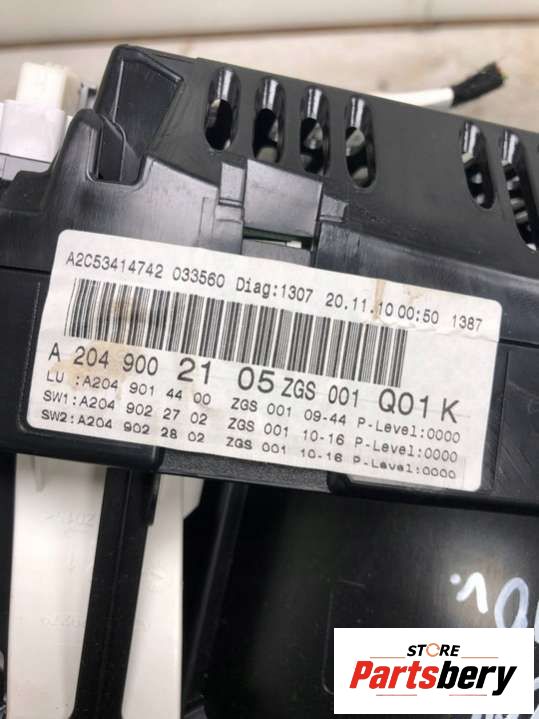 A2C53414742 033560 Diag:1307 20.11.10 00:50 1387
A 204 900 21 05 ZGS 001 Q01 K
LU :A204 901 44 00 ZGS 001 09-44 P-Level:0000
SW1:A204 902 27 02 ZGS 001 10-16 P-Level:0000
SW2:A204 902 28 02 ZGS 001 10-16 P-Level:0000
STORE
Partsbery